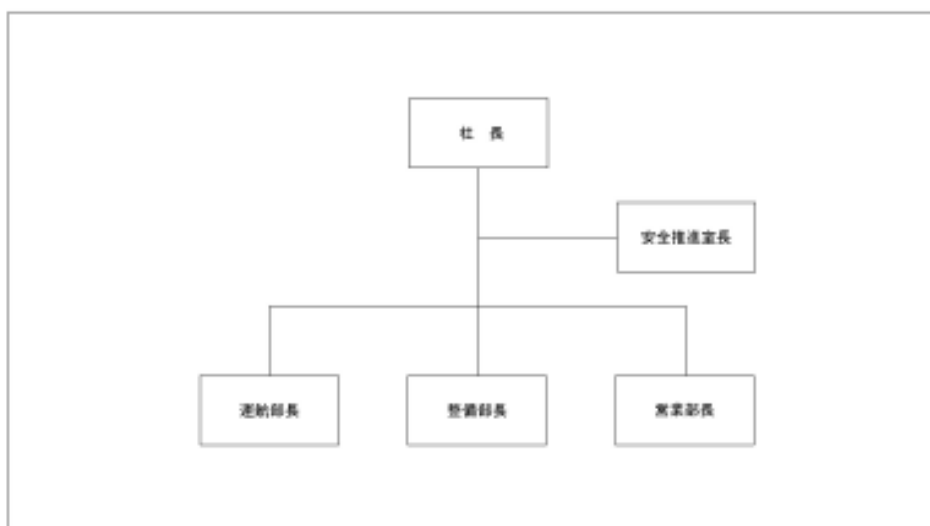 社　長
安全推進室長
運航部長
整備部長
営業部長